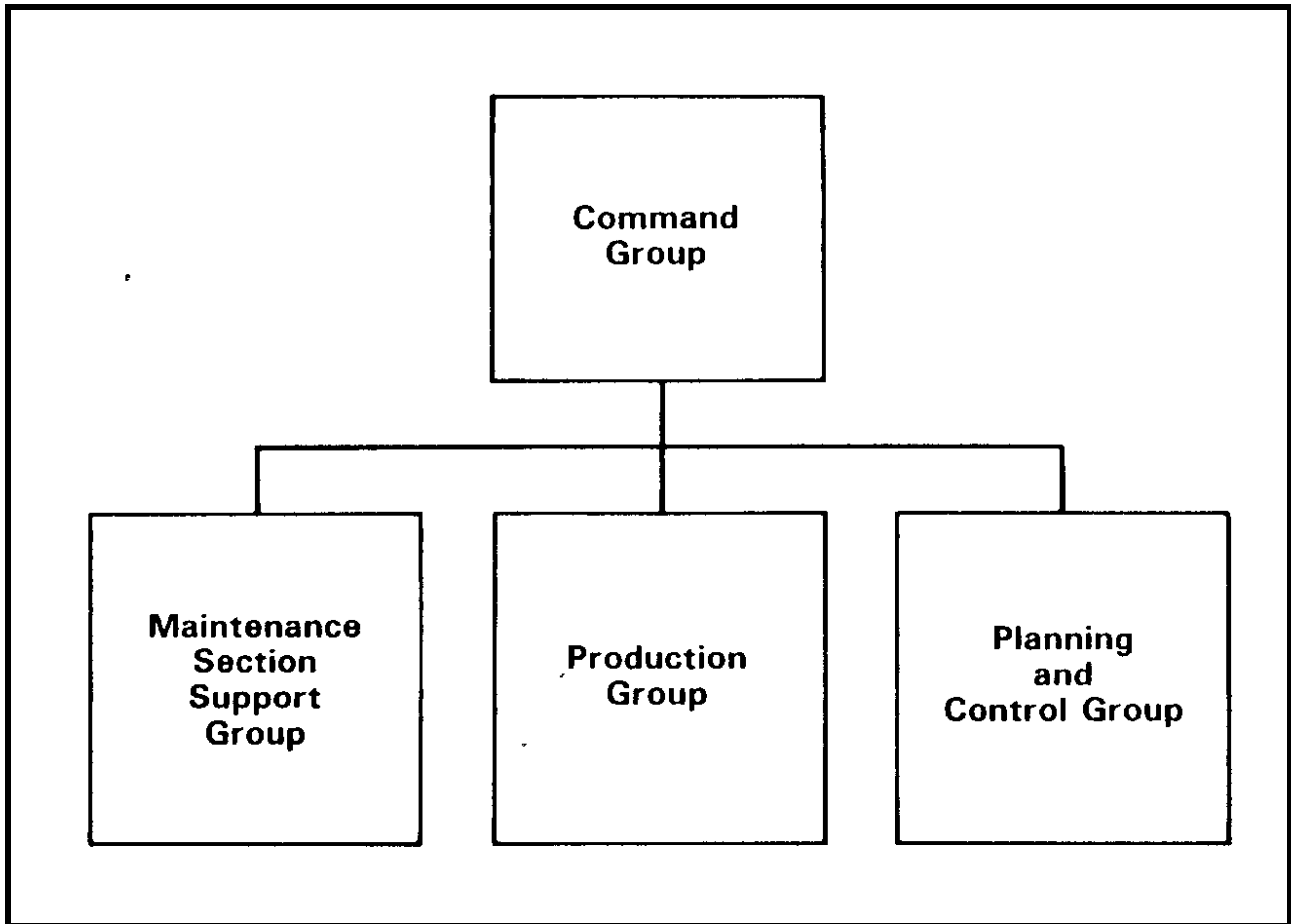 Command
Group
Maintenance
Section
Support
Group
Production
Group
Planning
and
Control Group